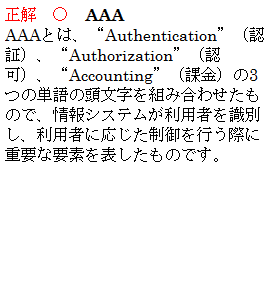 正解　○　AAA
AAAとは、“Authentication”（認
証）、“Authorization”（認
可）、“Accounting”（課金）の3
つの単語の頭文字を組み合わせたも
ので、情報システムが利用者を識別
し、利用者に応じた制御を行う際に
重要な要素を表したものです。